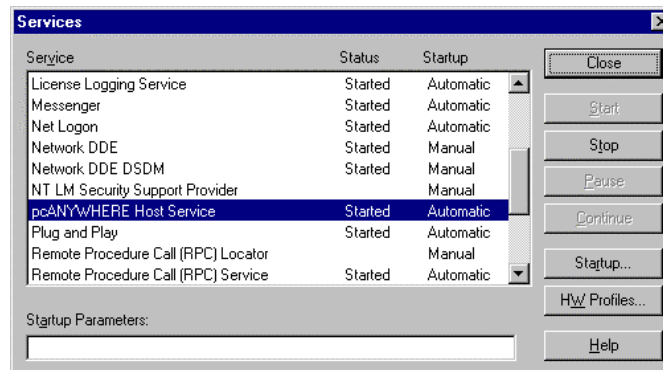 Services
Service Status Startup
License Logging Service Started Automatic
Messenger Started Automatic
Net Logon Started Automatic
Network DDE Started Manual
Network DDE DSDM Started Manual
NT LM Security Support Provider Manual
pcANYWHERE Host Service Started Automatic
Plug and Play Started Automatic
Remote Procedure Call (RPC) Locator Manual
Remote Procedure Call (RPC) Service Started Automatic
Startup Parameters:
Close
Start
Stop
Pause
Continue
Startup...
HW Profiles...
Help